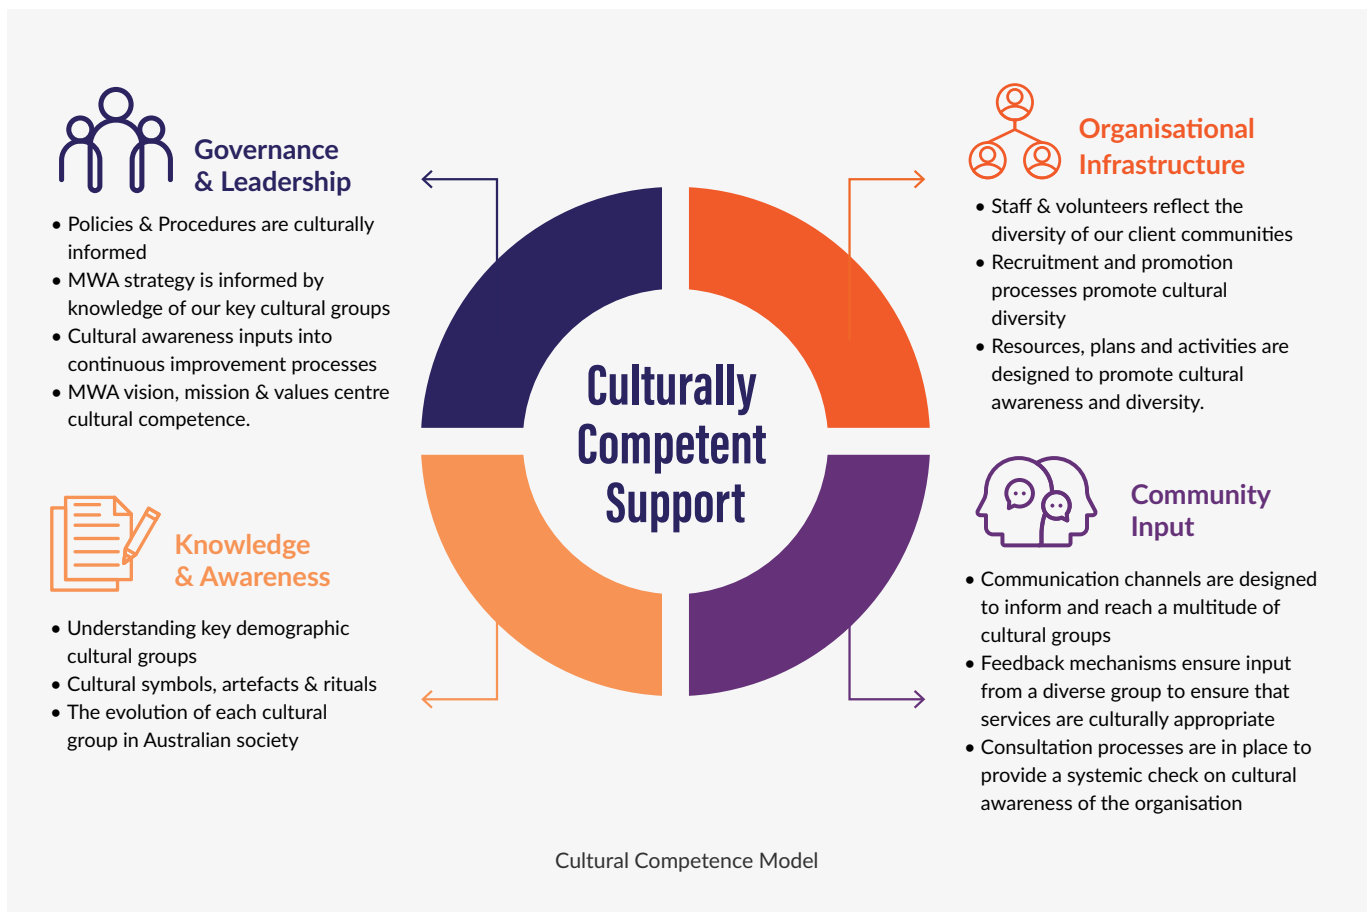 Governance
& Leadership
• Policies & Procedures are culturally
informed
• MWA strategy is informed by
knowledge of our key cultural groups
• Cultural awareness inputs into
continuous improvement processes
• MWA vision, mission & values centre
cultural competence.
Organisational
Infrastructure
• Staff & volunteers reflect the
diversity of our client communities
• Recruitment and promotion
processes promote cultural
diversity
• Resources, plans and activities are
designed to promote cultural
awareness and diversity.
Culturally
Competent
Support
Knowledge
& Awareness
• Understanding key demographic
cultural groups
• Cultural symbols, artefacts & rituals
• The evolution of each cultural
group in Australian society
Community
Input
• Communication channels are designed
to inform and reach a multitude of
cultural groups
• Feedback mechanisms ensure input
from a diverse group to ensure that
services are culturally appropriate
• Consultation processes are in place to
provide a systemic check on cultural
awareness of the organisation
Cultural Competence Model